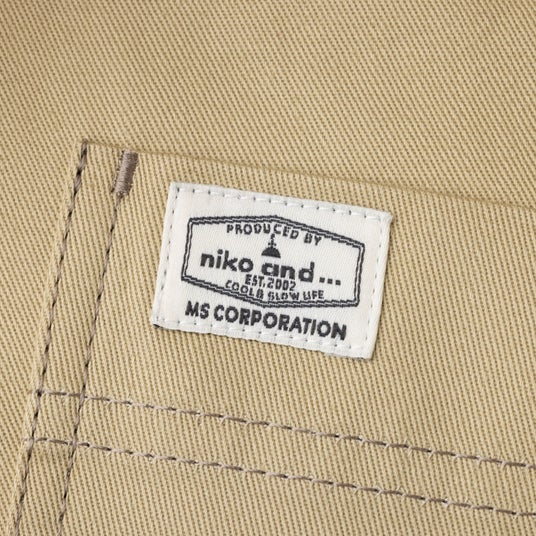 PRODUCED BY
niko and...
EST.2002
COOL & SLOW LIFE
MS CORPORATION